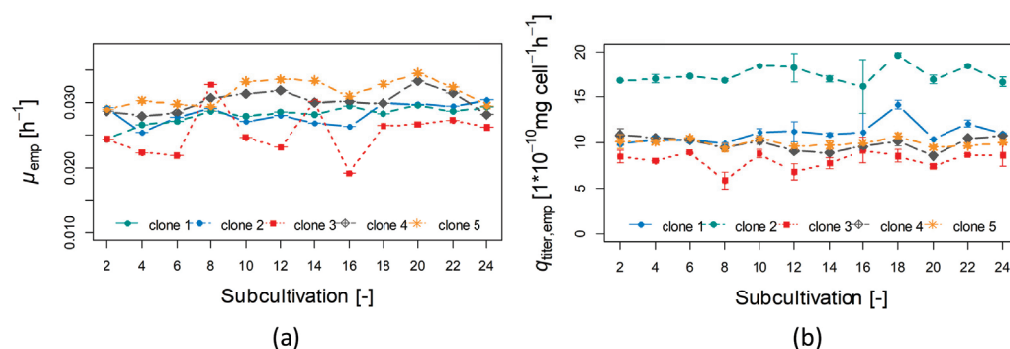 μemp [h⁻¹]
0.030
0.020
0.010
clone 1 clone 2 clone 3 clone 4 clone 5
2 4 6 8 10 12 14 16 18 20 22 24
Subcultivation [-]
(a)
qtiter,emp [1*10⁻¹⁰mg cell⁻¹h⁻¹]
20
15
10
5
0
clone 1 clone 2 clone 3 clone 4 clone 5
2 4 6 8 10 12 14 16 18 20 22 24
Subcultivation [-]
(b)